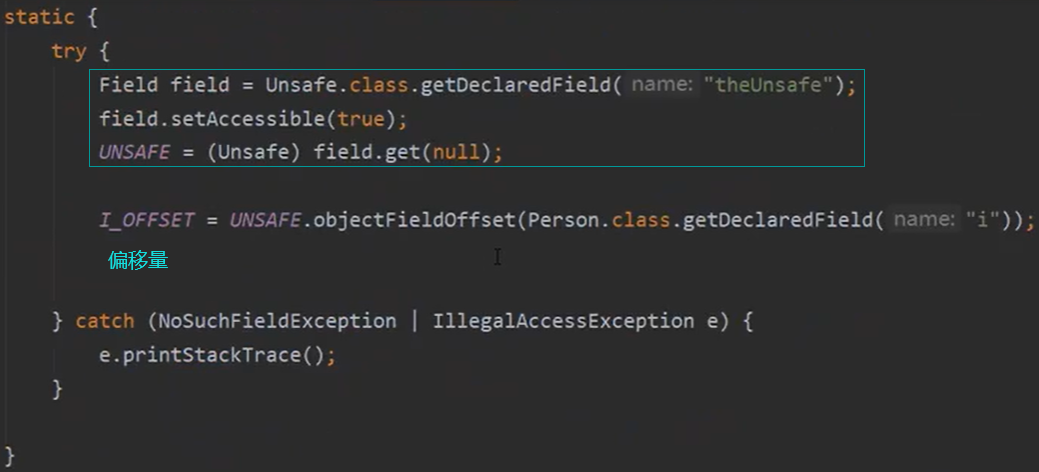 static {
try {
Field field = Unsafe.class.getDeclaredField( name: "theUnsafe");
field.setAccessible(true);
UNSAFE = (Unsafe) field.get(null);
I_OFFSET = UNSAFE.objectFieldOffset(Person.class.getDeclaredField( name: "i"));
偏移量
} catch (NoSuchFieldException | IllegalAccessException e) {
e.printStackTrace();
}
}